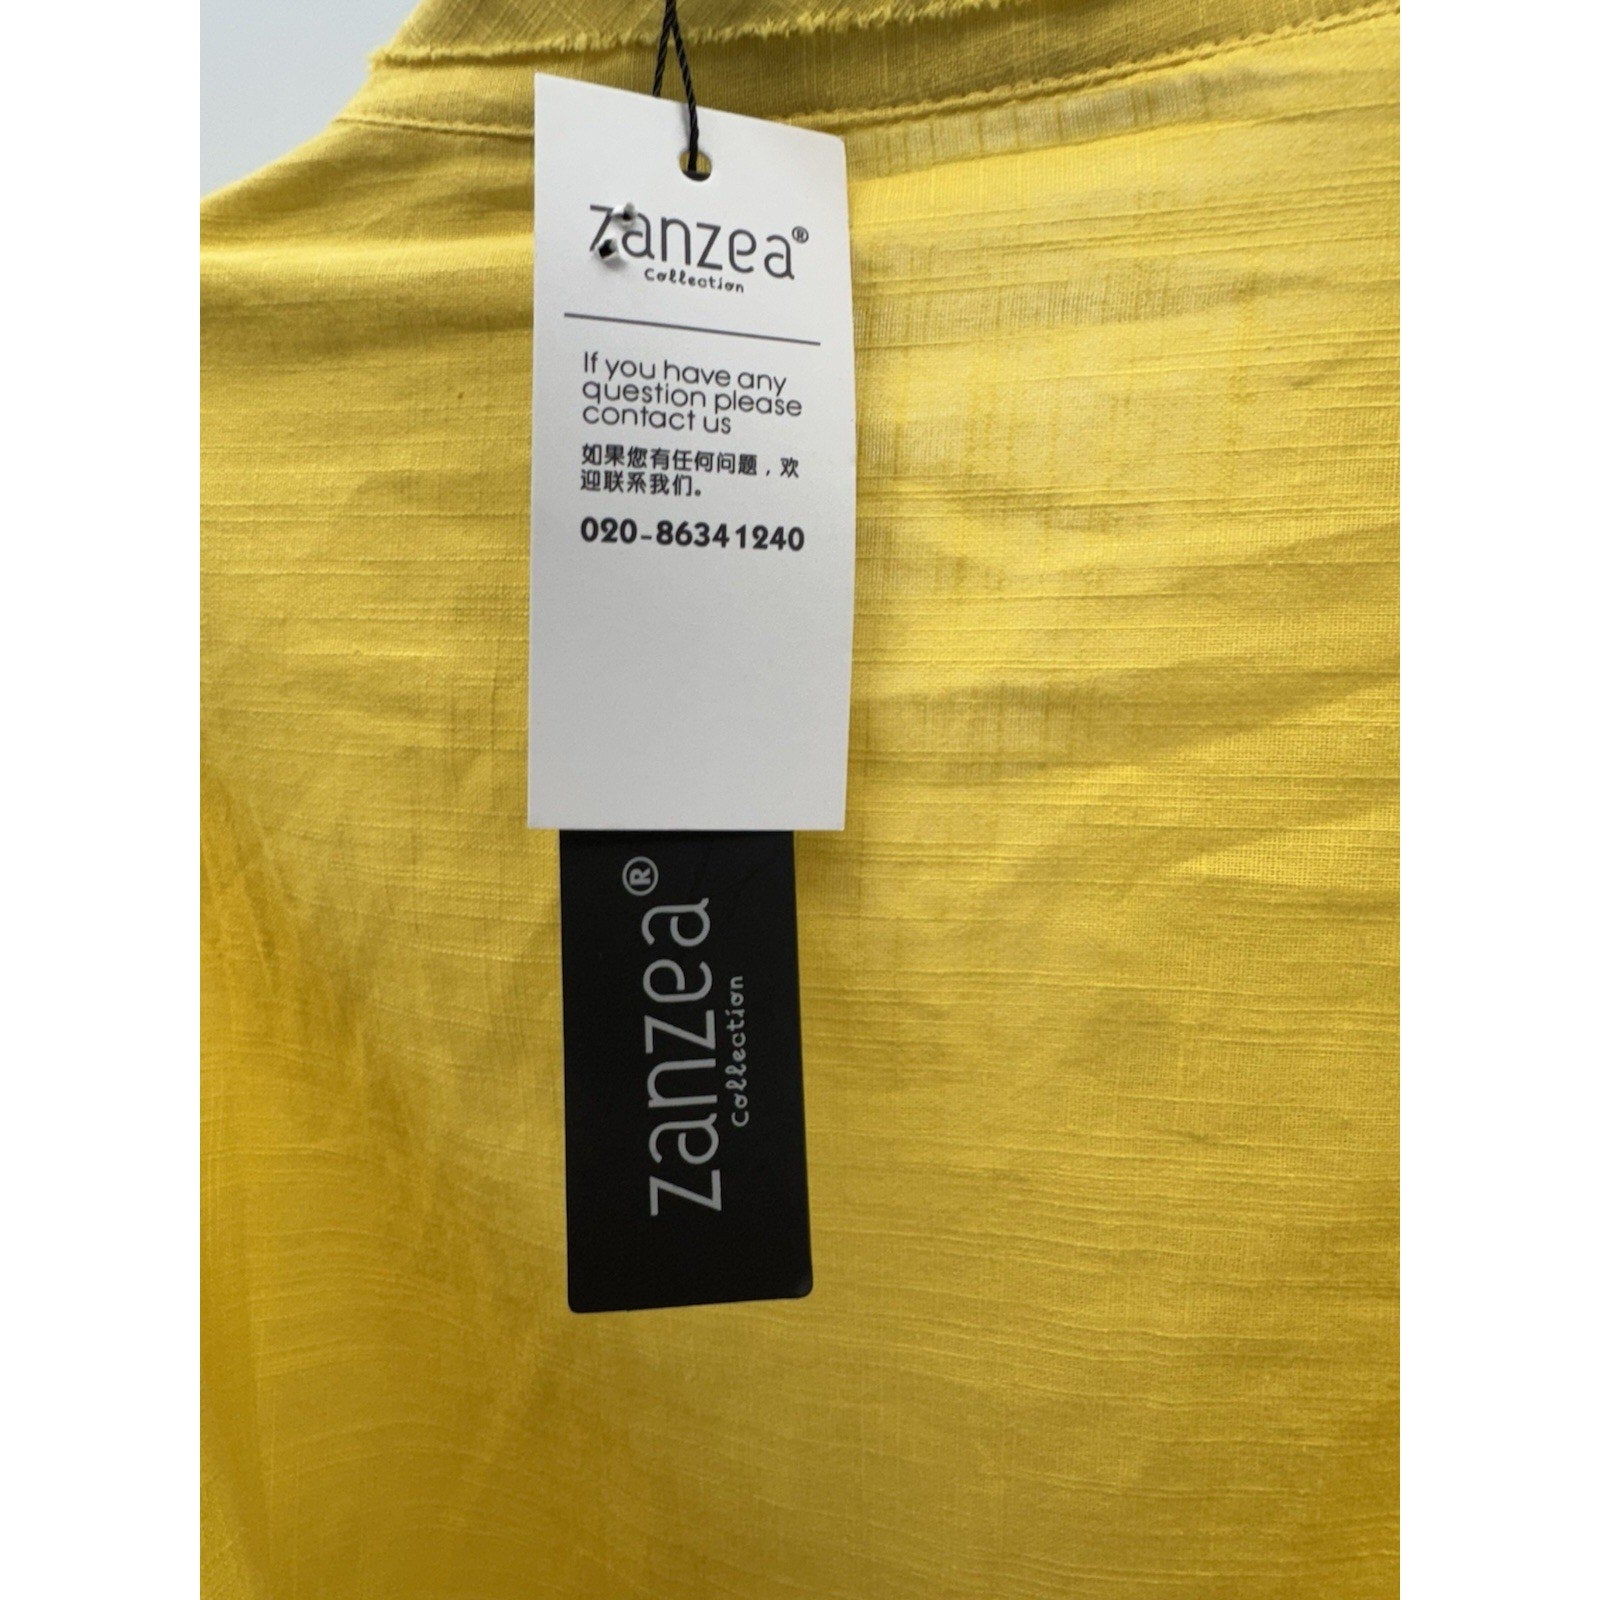 zanzea®
Collection
If you have any
question please
contact us
如果您有任何问题，欢
迎联系我们。
020-86341240
zanzea®
Collection